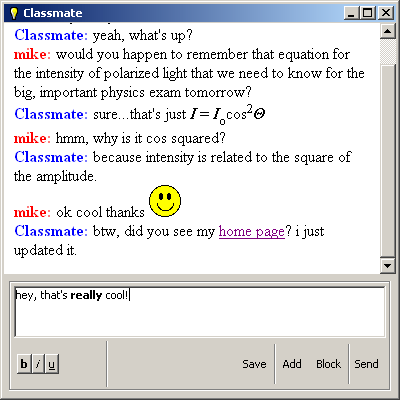 Classmate
Classmate: yeah, what's up?
mike: would you happen to remember that equation for
the intensity of polarized light that we need to know for the
big, important physics exam tomorrow?
Classmate: sure...that's just I = I₀cos²Θ
mike: hmm, why is it cos squared?
Classmate: because intensity is related to the square of
the amplitude.
mike: ok cool thanks
Classmate: btw, did you see my home page? i just
updated it.
hey, that's really cool!
b i u Save Add Block Send